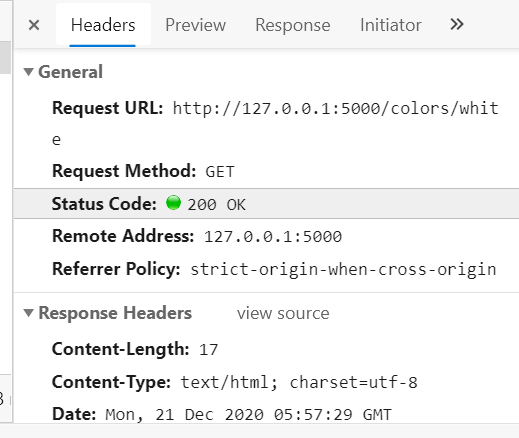 × Headers Preview Response Initiator »
▼ General
Request URL: http://127.0.0.1:5000/colors/whit
e
Request Method: GET
Status Code: 200 OK
Remote Address: 127.0.0.1:5000
Referrer Policy: strict-origin-when-cross-origin
▼ Response Headers view source
Content-Length: 17
Content-Type: text/html; charset=utf-8
Date: Mon, 21 Dec 2020 05:57:29 GMT